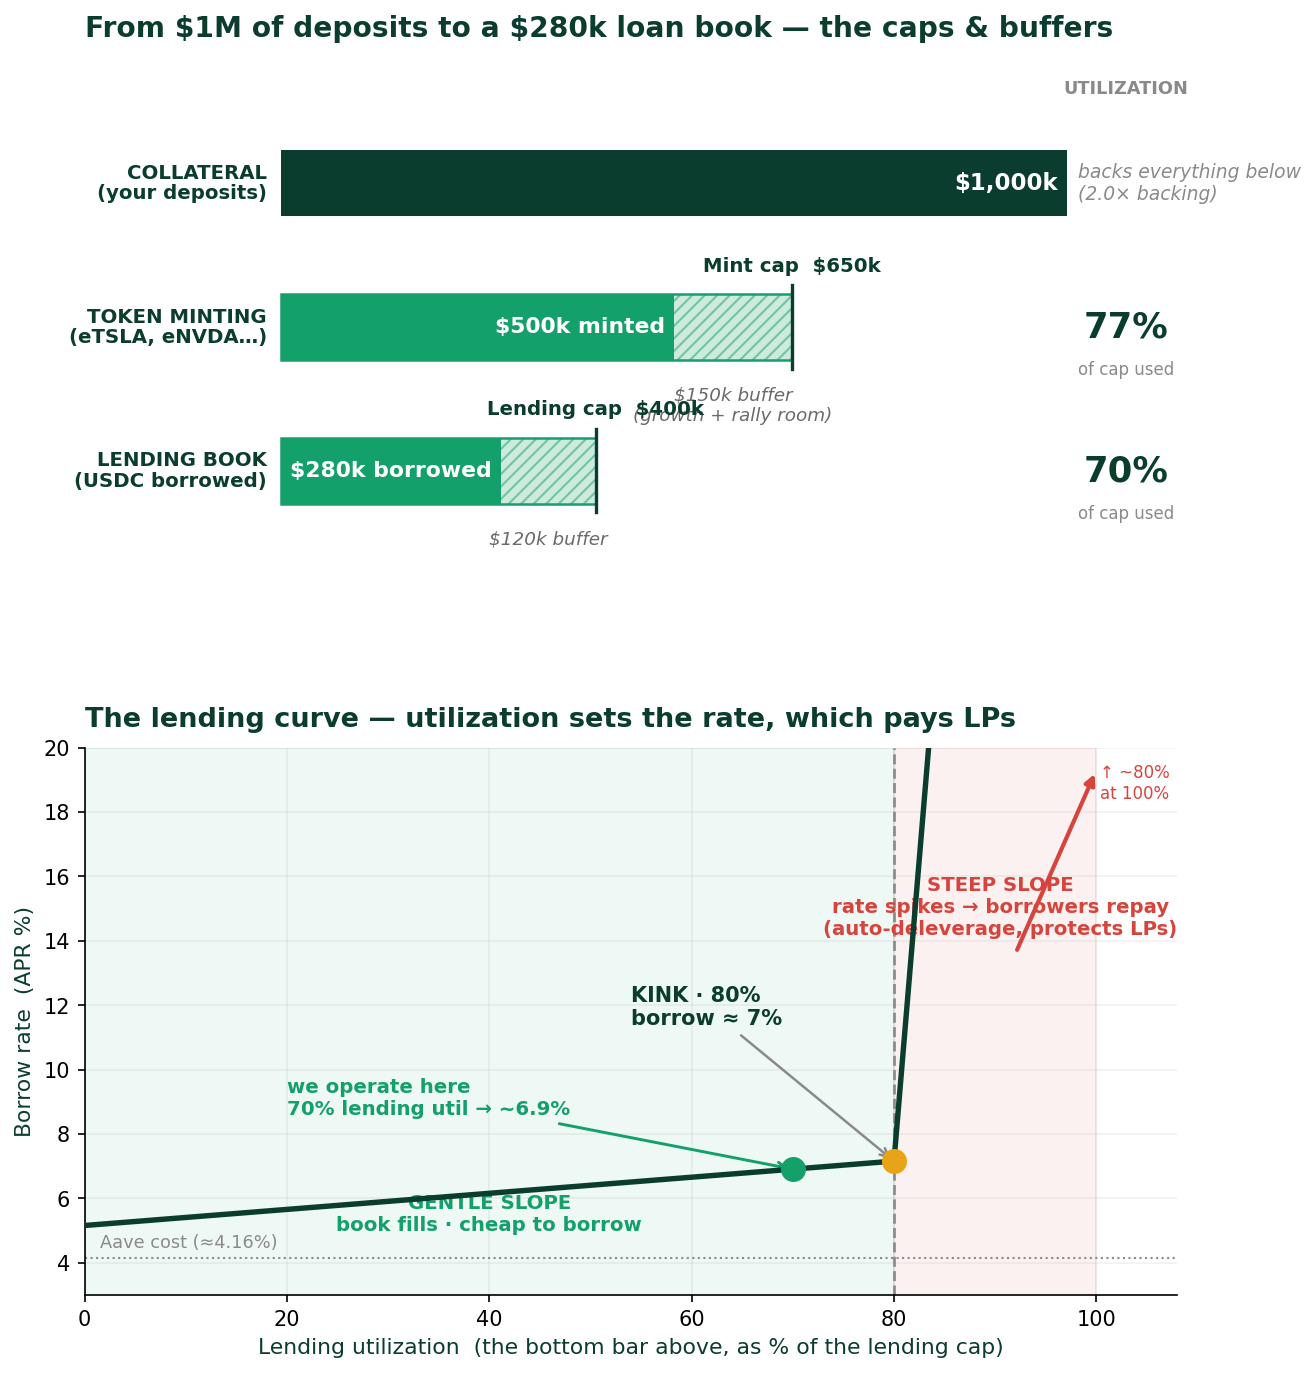 From $1M of deposits to a $280k loan book — the caps & buffers
UTILIZATION
COLLATERAL
(your deposits)
$1,000k
backs everything below
(2.0× backing)
Mint cap  $650k
TOKEN MINTING
(eTSLA, eNVDA…)
$500k minted
77%
of cap used
$150k buffer
(growth + rally room)
Lending cap  $400k
LENDING BOOK
(USDC borrowed)
$280k borrowed
70%
of cap used
$120k buffer
The lending curve — utilization sets the rate, which pays LPs
Borrow rate  (APR %)
20
18
16
14
12
10
8
6
4
↑ ~80%
at 100%
STEEP SLOPE
rate spikes → borrowers repay
(auto-deleverage, protects LPs)
KINK · 80%
borrow ≈ 7%
we operate here
70% lending util → ~6.9%
GENTLE SLOPE
book fills · cheap to borrow
Aave cost (≈4.16%)
0
20
40
60
80
100
Lending utilization  (the bottom bar above, as % of the lending cap)